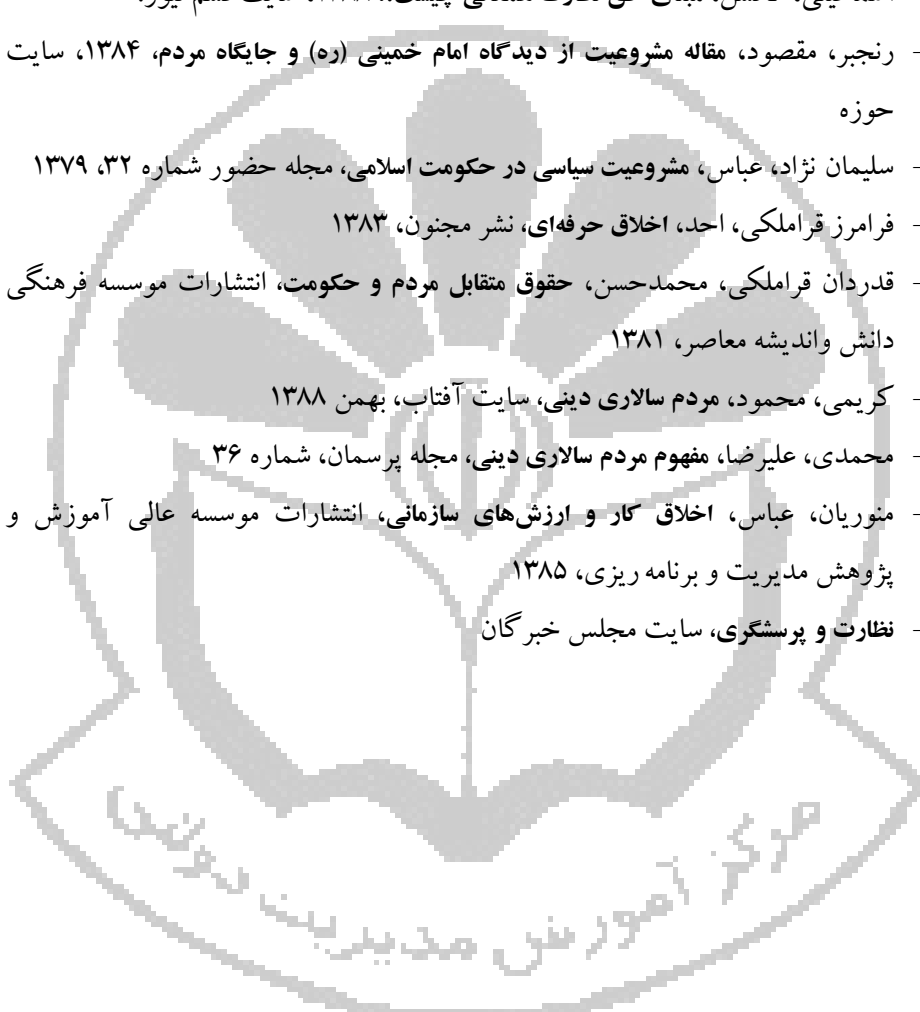 - رنجبر، مقصود، مقاله مشروعیت از دیدگاه امام خمینی (ره) و جایگاه مردم، ۱۳۸۴، سایت
حوزه
- سلیمان نژاد، عباس، مشروعیت سیاسی در حکومت اسلامی، مجله حضور شماره ۳۲، ۱۳۷۹
- فرامرز قراملکی، احد، اخلاق حرفه‌ای، نشر مجنون، ۱۳۸۳
- قدردان قراملکی، محمدحسن، حقوق متقابل مردم و حکومت، انتشارات موسسه فرهنگی
دانش واندیشه معاصر، ۱۳۸۱
- کریمی، محمود، مردم سالاری دینی، سایت آفتاب، بهمن ۱۳۸۸
- محمدی، علیرضا، مفهوم مردم سالاری دینی، مجله پرسمان، شماره ۳۶
- منوریان، عباس، اخلاق کار و ارزش‌های سازمانی، انتشارات موسسه عالی آموزش و
پژوهش مدیریت و برنامه ریزی، ۱۳۸۵
- نظارت و پرسشگری، سایت مجلس خبرگان
مرکز آموزش مدیریت دولتی